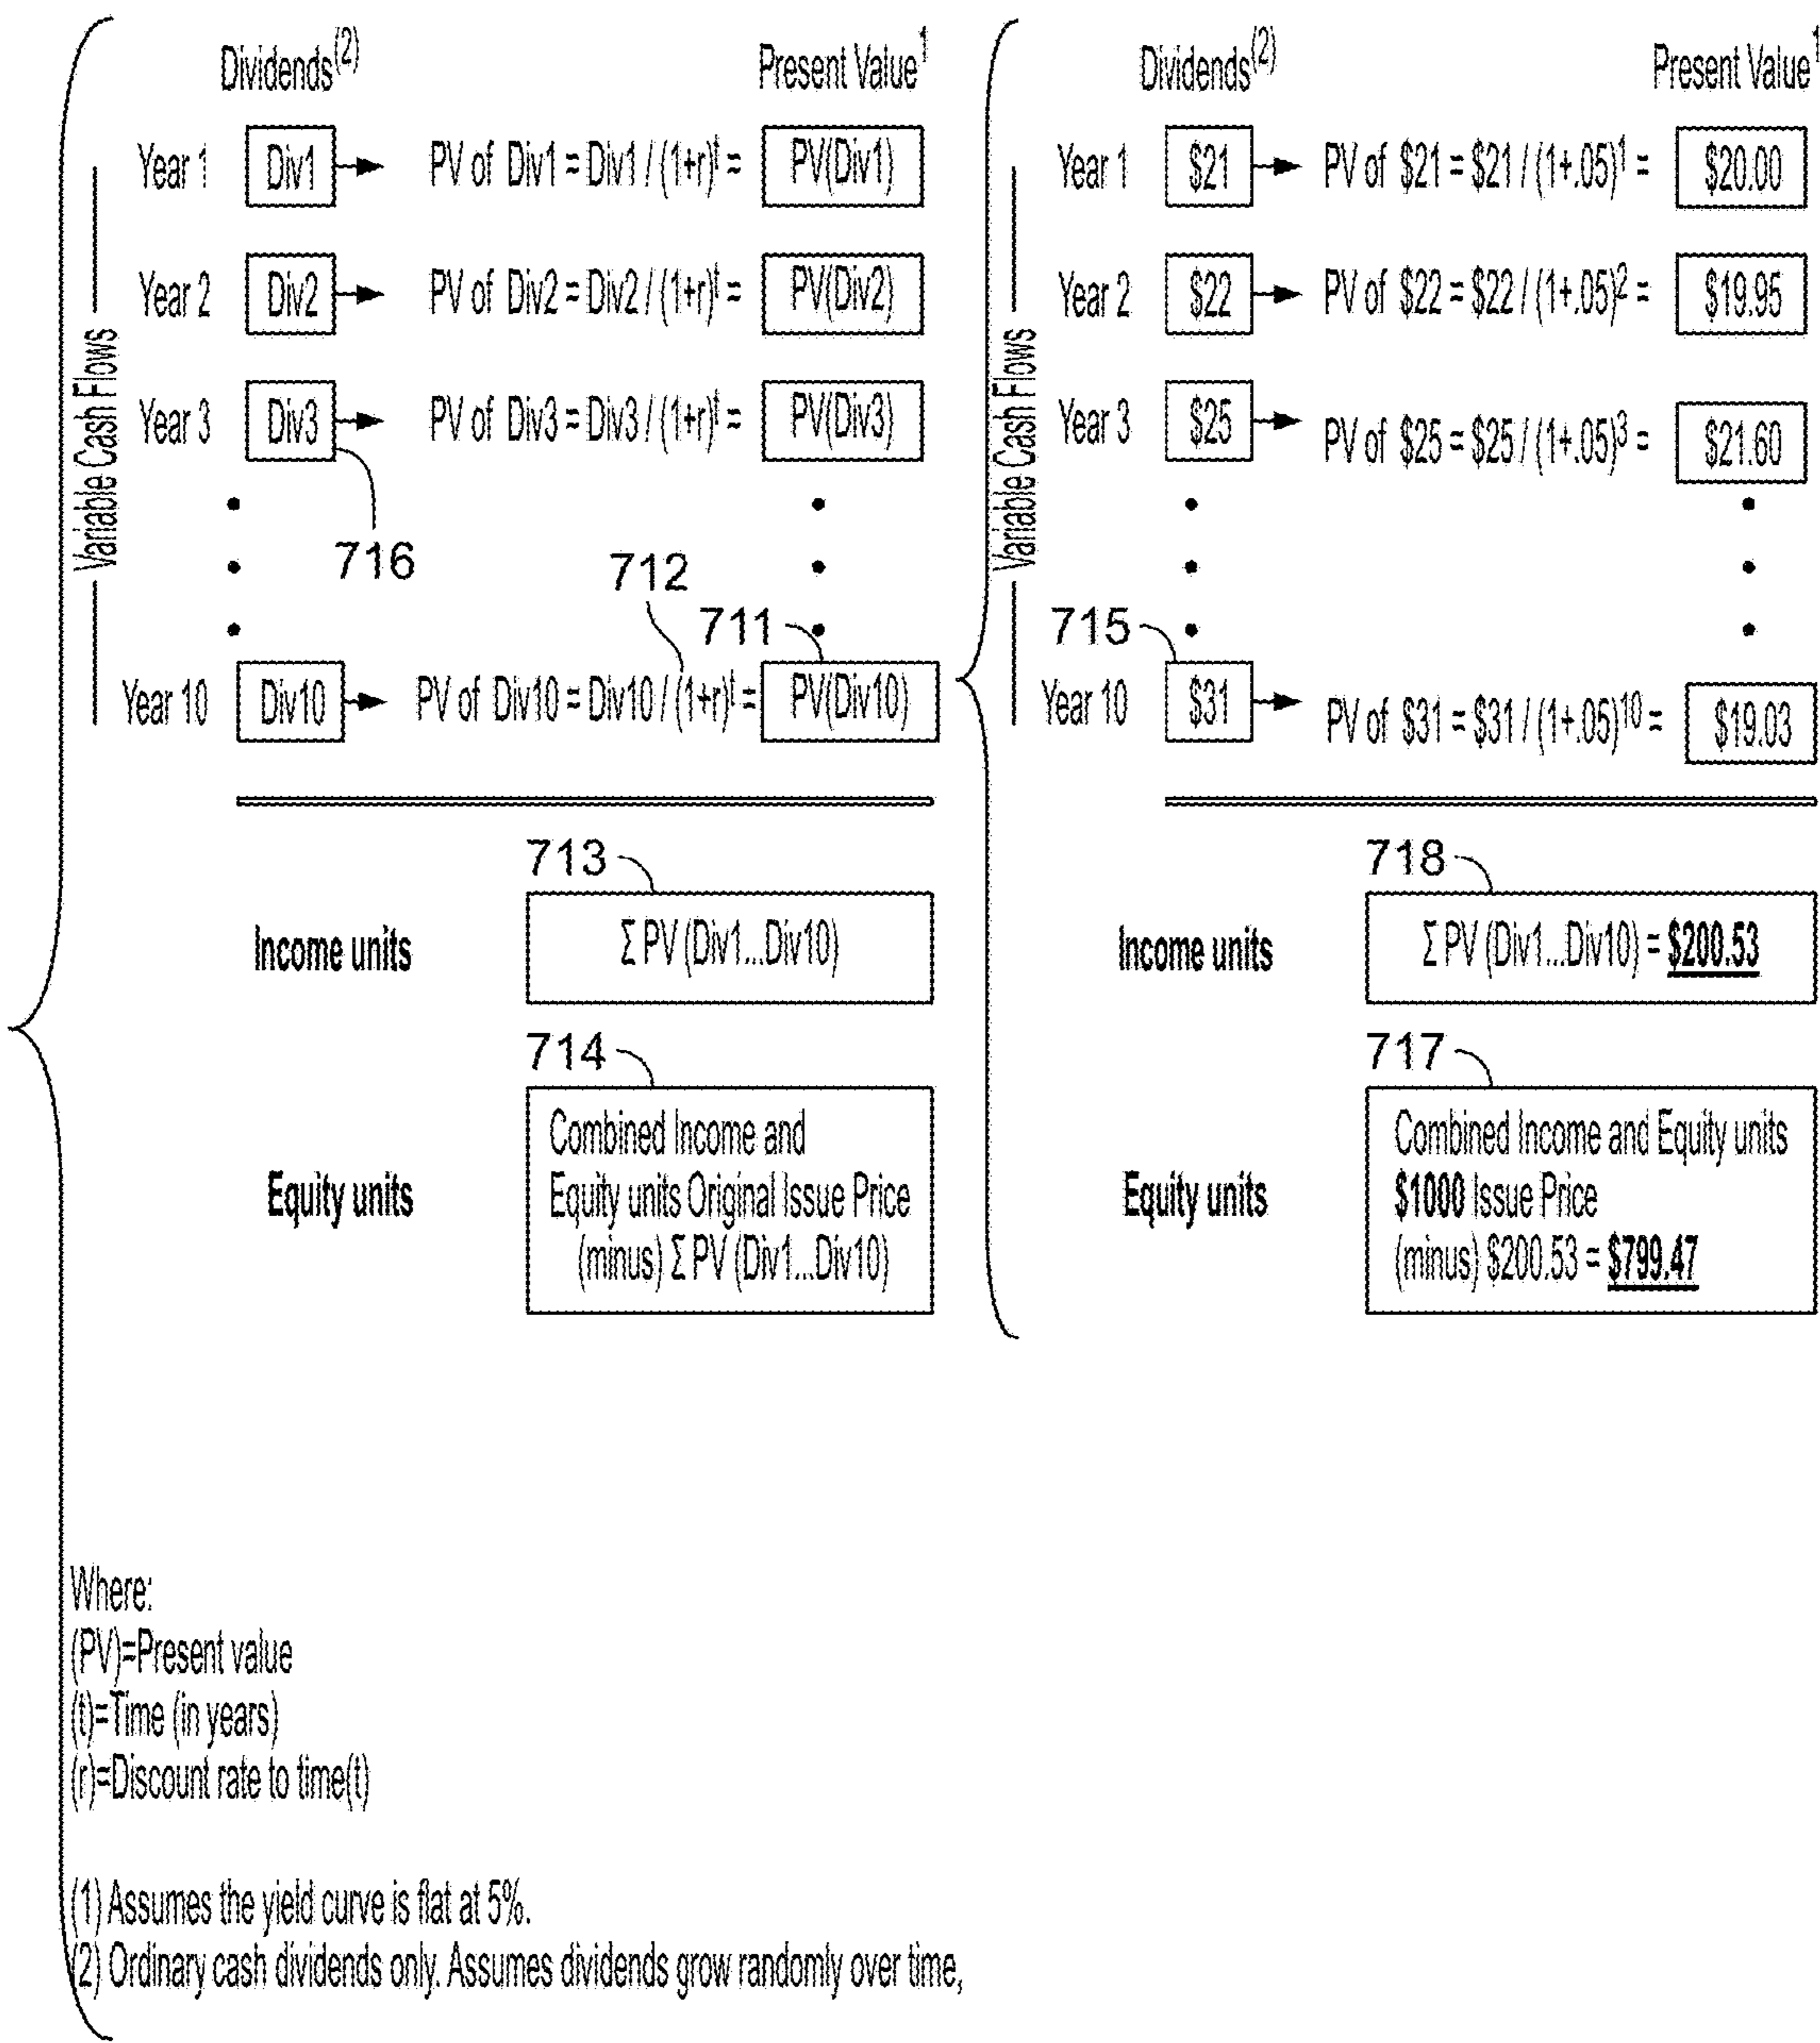 Dividends(2) Present Value1
Variable Cash Flows
Year 1 Div1 PV of Div1 = Div1 / (1+r)t = PV(Div1)
Year 2 Div2 PV of Div2 = Div2 / (1+r)t = PV(Div2)
Year 3 Div3 PV of Div3 = Div3 / (1+r)t = PV(Div3)
716
712
711
Year 10 Div10 PV of Div10 = Div10 / (1+r)t = PV(Div10)
713
Income units Σ PV (Div1...Div10)
714
Equity units
Combined Income and
Equity units Original Issue Price
(minus) Σ PV (Div1...Div10)
Dividends(2) Present Value1
Variable Cash Flows
Year 1 $21 PV of $21 = $21 / (1+.05)1 = $20.00
Year 2 $22 PV of $22 = $22 / (1+.05)2 = $19.95
Year 3 $25 PV of $25 = $25 / (1+.05)3 = $21.60
715
Year 10 $31 PV of $31 = $31 / (1+.05)10 = $19.03
718
Income units Σ PV (Div1...Div10) = $200.53
717
Equity units
Combined Income and Equity units
$1000 Issue Price
(minus) $200.53 = $799.47
Where:
(PV)=Present value
(t)=Time (in years)
(r)=Discount rate to time(t)
(1) Assumes the yield curve is flat at 5%.
(2) Ordinary cash dividends only. Assumes dividends grow randomly over time,